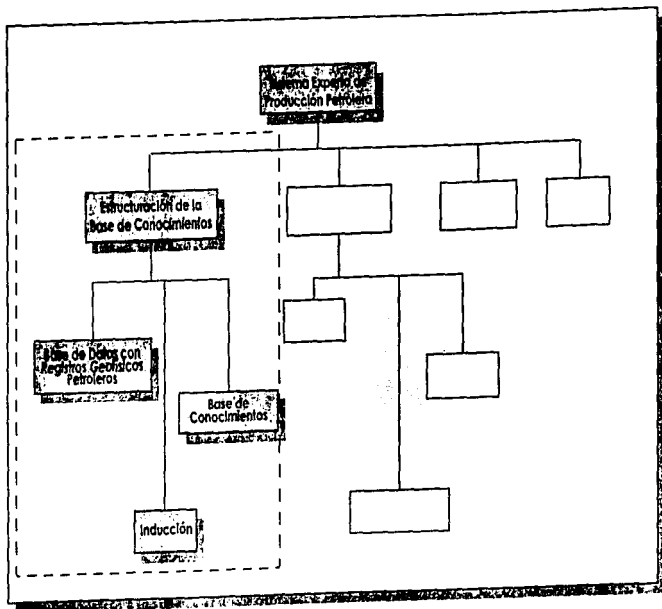 Sistema Experto de
Producción Petrolera
Estructuración de la
Base de Conocimientos
Base de Datos con
Registros Geofísicos
Petroleros
Base de
Conocimientos
Inducción